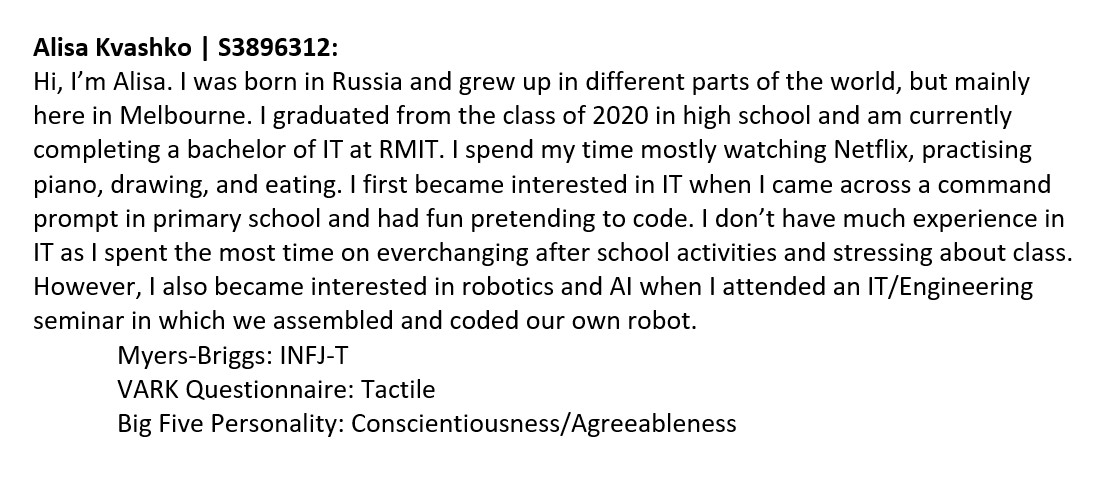 Alisa Kvashko | S3896312:
Hi, I’m Alisa. I was born in Russia and grew up in different parts of the world, but mainly
here in Melbourne. I graduated from the class of 2020 in high school and am currently
completing a bachelor of IT at RMIT. I spend my time mostly watching Netflix, practising
piano, drawing, and eating. I first became interested in IT when I came across a command
prompt in primary school and had fun pretending to code. I don’t have much experience in
IT as I spent the most time on everchanging after school activities and stressing about class.
However, I also became interested in robotics and AI when I attended an IT/Engineering
seminar in which we assembled and coded our own robot.
Myers-Briggs: INFJ-T
VARK Questionnaire: Tactile
Big Five Personality: Conscientiousness/Agreeableness